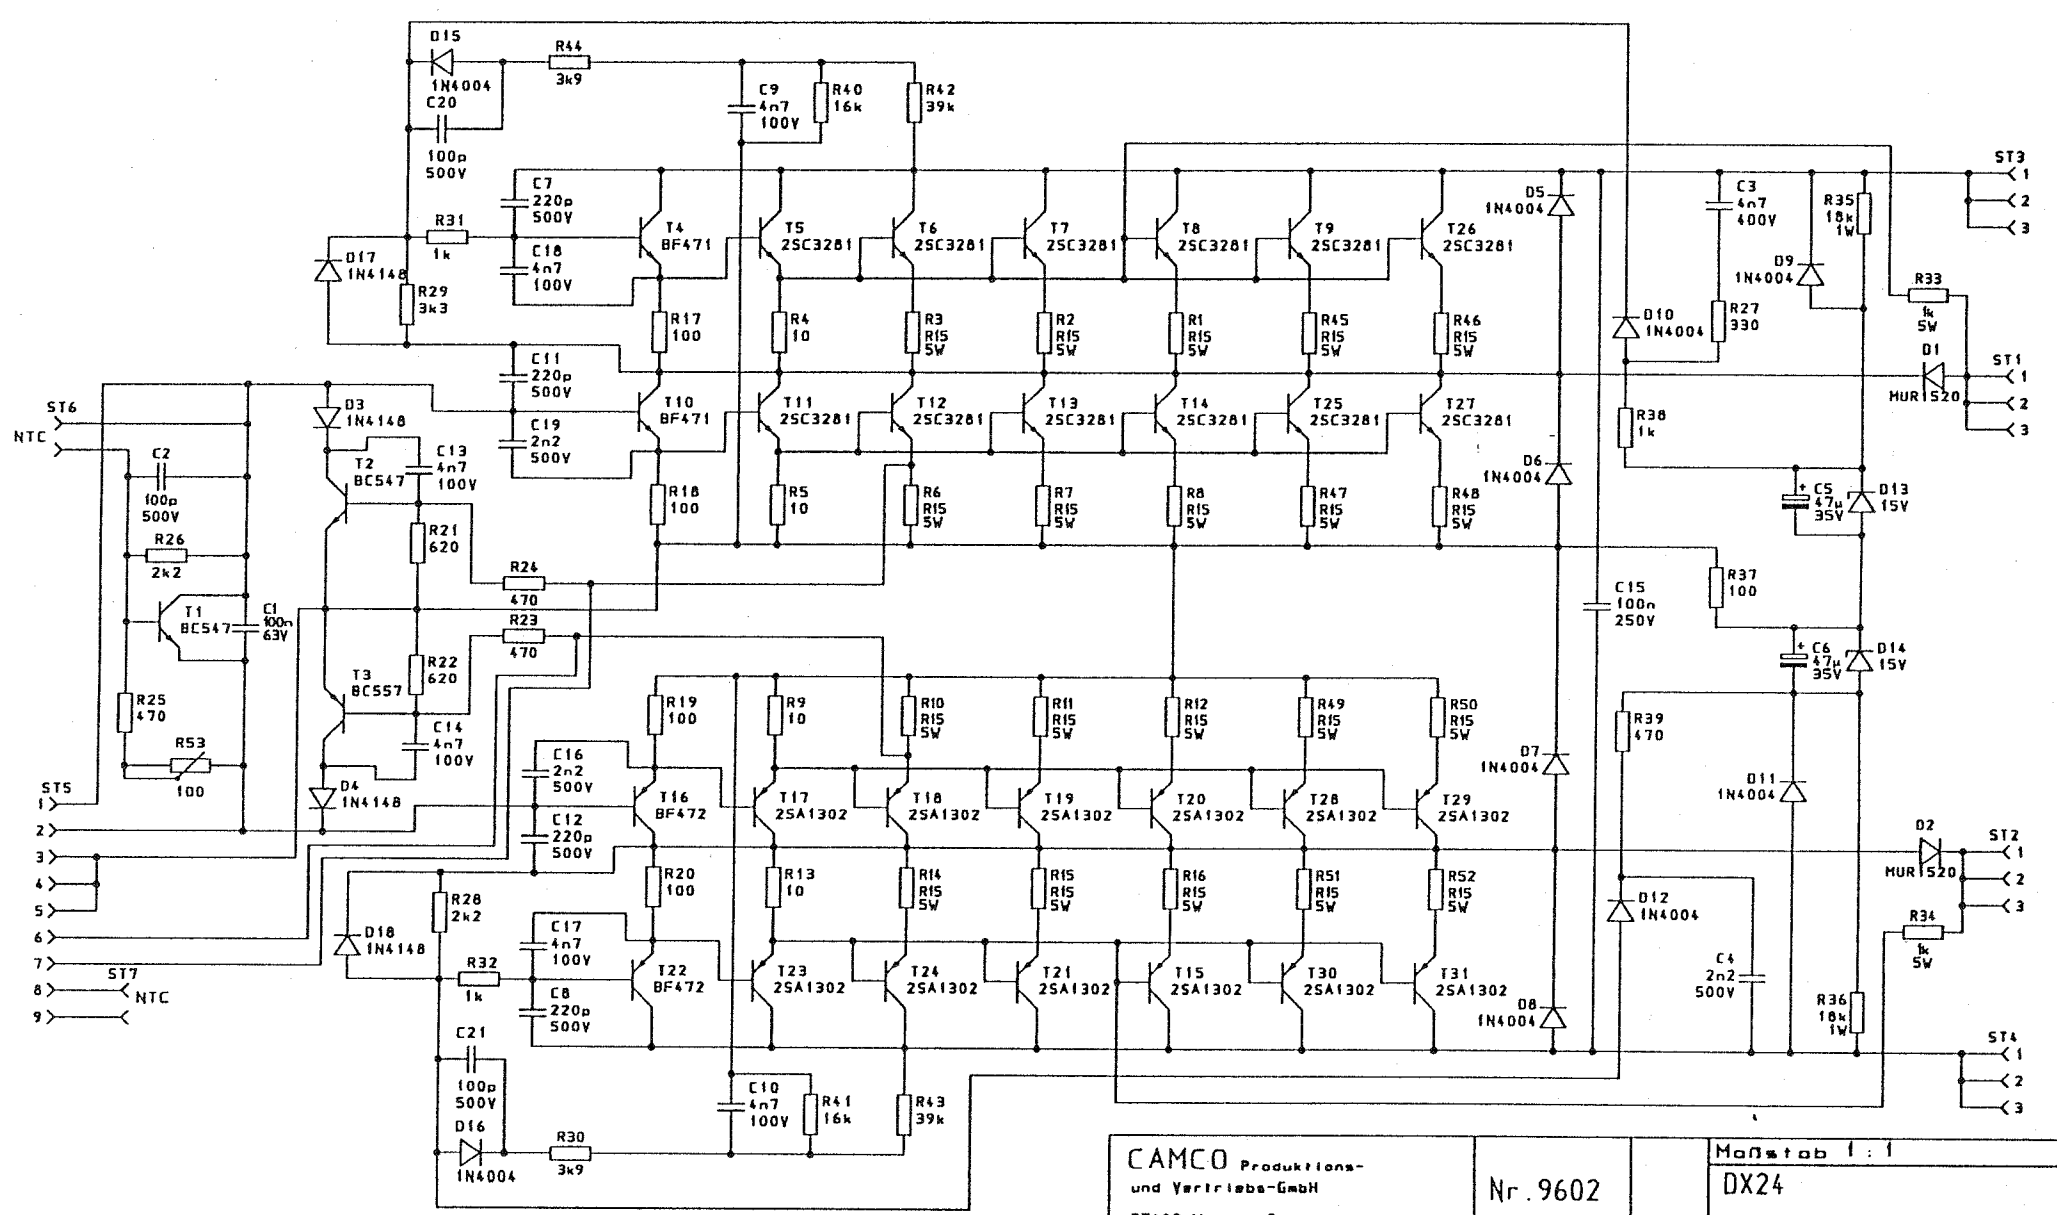 D15
1N4004
C20
100p
500V
R44
3k9
C9
4n7
100V
R40
16k
R42
39k
C7
220p
500V
R31
1k
C18
4n7
100V
D17
1N4148
R29
3k3
T4
BF471
T5
2SC3281
T6
2SC3281
T7
2SC3281
T8
2SC3281
T9
2SC3281
T26
2SC3281
D5
1N4004
C3
4n7
400V
R35
18k
1W
ST3
1
2
3
D9
1N4004
R33
1k
5W
R17
100
R4
10
R3
R15
5W
R2
R15
5W
R1
R15
5W
R45
R15
5W
R46
R15
5W
D10
1N4004
R27
330
C11
220p
500V
D1
MUR1520
ST1
1
2
3
ST6
NTC
D3
1N4148
C19
2n2
500V
T10
BF471
T11
2SC3281
T12
2SC3281
T13
2SC3281
T14
2SC3281
T25
2SC3281
T27
2SC3281
R38
1k
C2
100p
500V
T2
BC547
C13
4n7
100V
D6
1N4004
R18
100
R5
10
R6
R15
5W
R7
R15
5W
R8
R15
5W
R47
R15
5W
R48
R15
5W
+
C5
47µ
35V
D13
15V
R26
2k2
R21
620
R24
470
R37
100
T1
BC547
C1
100n
63V
R23
470
C15
100n
250V
R22
620
T3
BC557
+
C6
47µ
35V
D14
15V
R25
470
R19
100
R9
10
R10
R15
5W
R11
R15
5W
R12
R15
5W
R49
R15
5W
R50
R15
5W
R39
470
R53
100
C14
4n7
100V
C16
2n2
500V
D7
1N4004
D11
1N4004
ST5
1
2
3
4
5
6
7
8
9
D4
1N4148
C12
220p
500V
T16
BF472
T17
2SA1302
T18
2SA1302
T19
2SA1302
T20
2SA1302
T28
2SA1302
T29
2SA1302
D2
MUR1520
ST2
1
2
3
R28
2k2
R20
100
R13
10
R14
R15
5W
R15
R15
5W
R16
R15
5W
R51
R15
5W
R52
R15
5W
D12
1N4004
D18
1N4148
C17
4n7
100V
R34
1k
5W
ST7
NTC
R32
1k
C8
220p
500V
T22
BF472
T23
2SA1302
T24
2SA1302
T21
2SA1302
T15
2SA1302
T30
2SA1302
T31
2SA1302
C4
2n2
500V
D8
1N4004
R36
18k
1W
ST4
1
2
3
C21
100p
500V
C10
4n7
100V
R41
16k
R43
39k
D16
1N4004
R30
3k9
CAMCO Produktions-
und Vertriebs-GmbH
Nr.9602
Maßstab 1 : 1
DX24